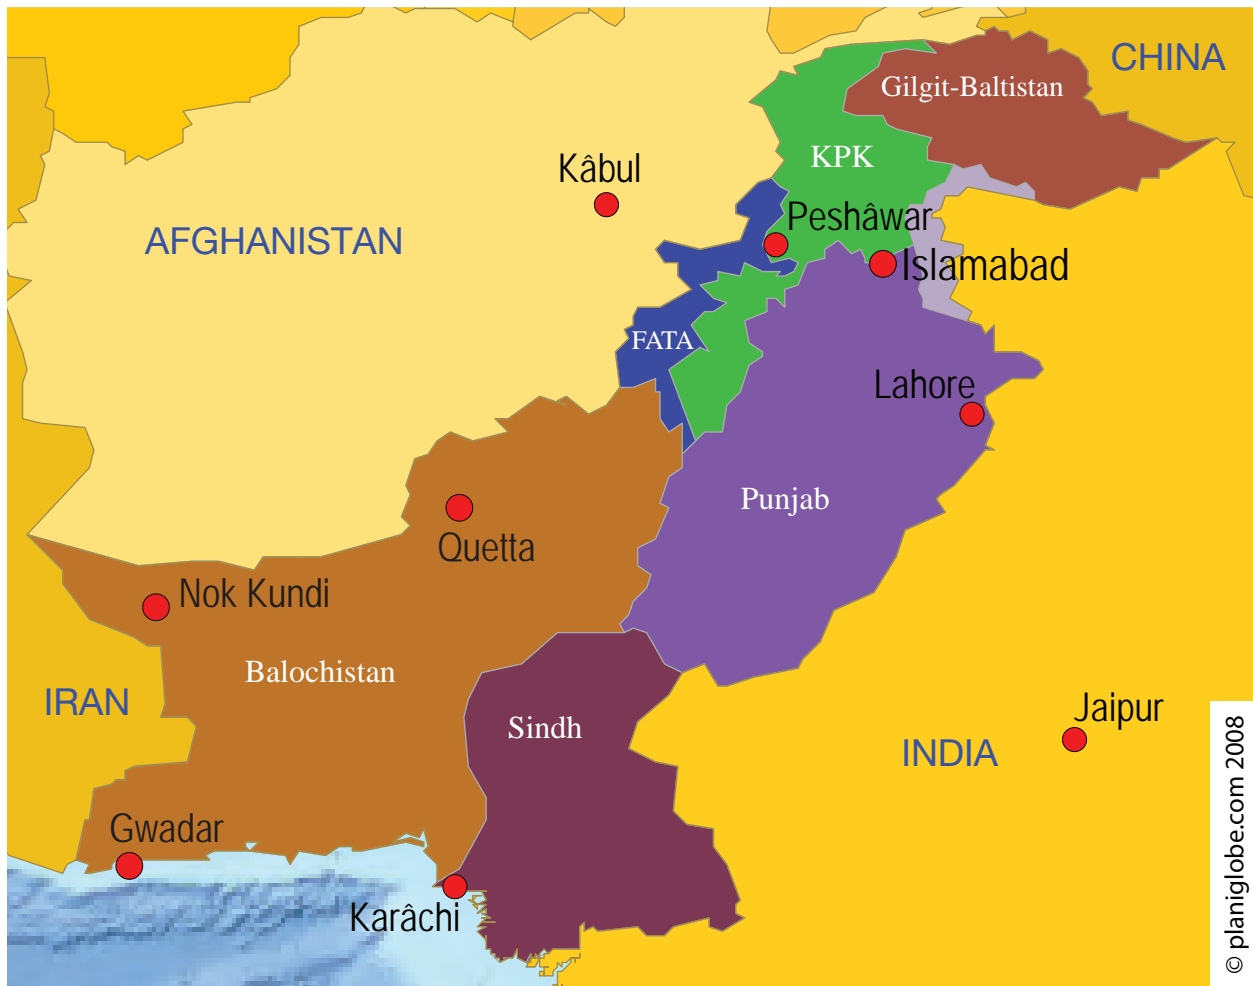 CHINA
Gilgit-Baltistan
KPK
Kâbul
Peshâwar
AFGHANISTAN
Islamabad
FATA
Lahore
Punjab
Quetta
Nok Kundi
Balochistan
IRAN
Sindh
Jaipur
INDIA
Gwadar
Karâchi
© planiglobe.com 2008